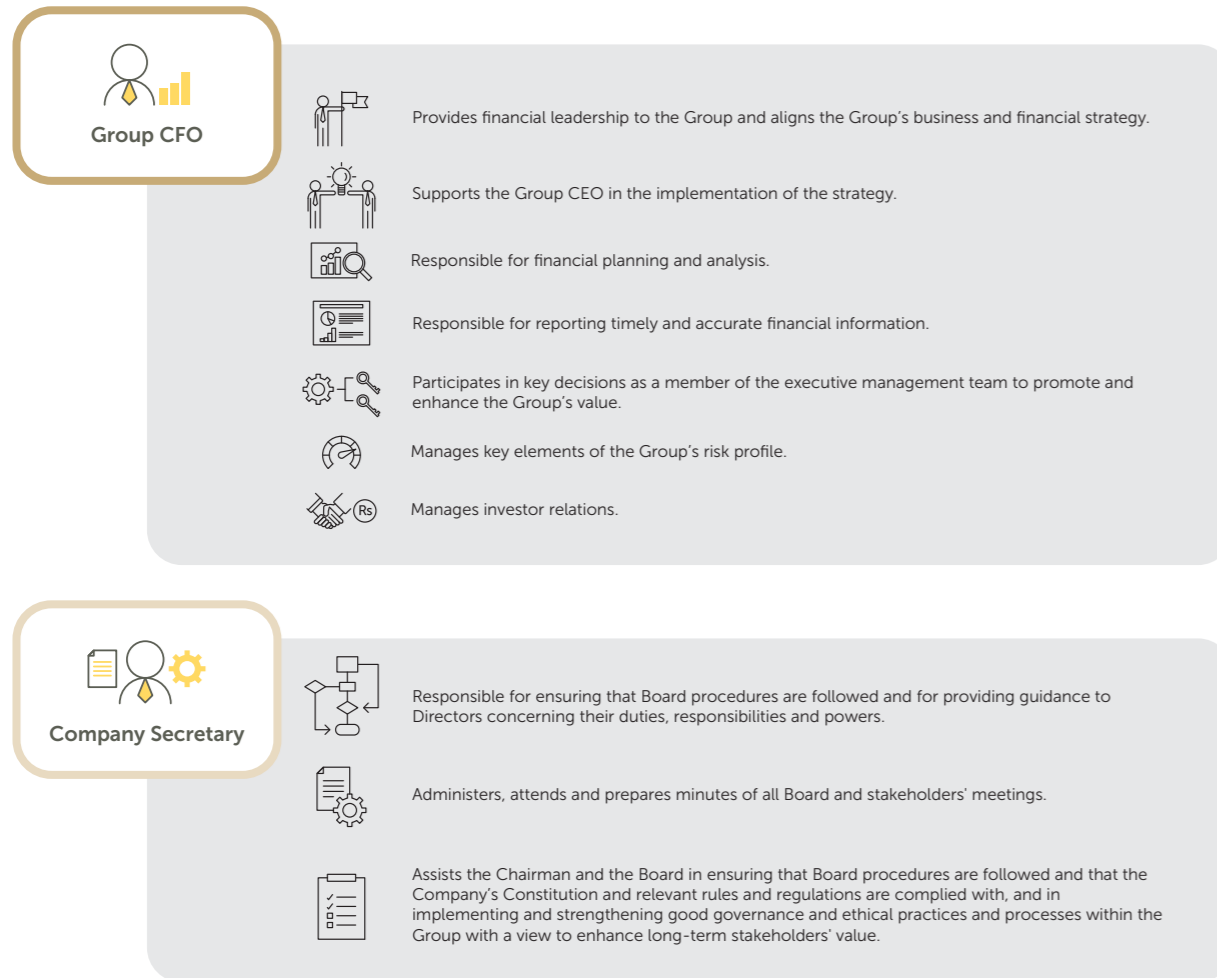 Group CFO
Provides financial leadership to the Group and aligns the Group's business and financial strategy.
Supports the Group CEO in the implementation of the strategy.
Responsible for financial planning and analysis.
Responsible for reporting timely and accurate financial information.
Participates in key decisions as a member of the executive management team to promote and
enhance the Group's value.
Manages key elements of the Group's risk profile.
Rs
Manages investor relations.
Company Secretary
Responsible for ensuring that Board procedures are followed and for providing guidance to
Directors concerning their duties, responsibilities and powers.
Administers, attends and prepares minutes of all Board and stakeholders' meetings.
Assists the Chairman and the Board in ensuring that Board procedures are followed and that the
Company's Constitution and relevant rules and regulations are complied with, and in
implementing and strengthening good governance and ethical practices and processes within the
Group with a view to enhance long-term stakeholders' value.